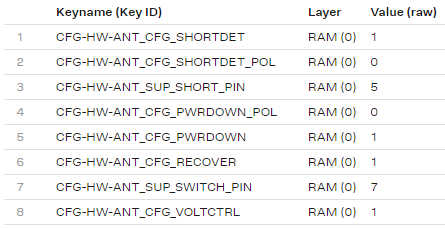 Keyname (Key ID) Layer Value (raw)
1 CFG-HW-ANT_CFG_SHORTDET RAM (0) 1
2 CFG-HW-ANT_CFG_SHORTDET_POL RAM (0) 0
3 CFG-HW-ANT_SUP_SHORT_PIN RAM (0) 5
4 CFG-HW-ANT_CFG_PWRDOWN_POL RAM (0) 0
5 CFG-HW-ANT_CFG_PWRDOWN RAM (0) 1
6 CFG-HW-ANT_CFG_RECOVER RAM (0) 1
7 CFG-HW-ANT_SUP_SWITCH_PIN RAM (0) 7
8 CFG-HW-ANT_CFG_VOLTCTRL RAM (0) 1